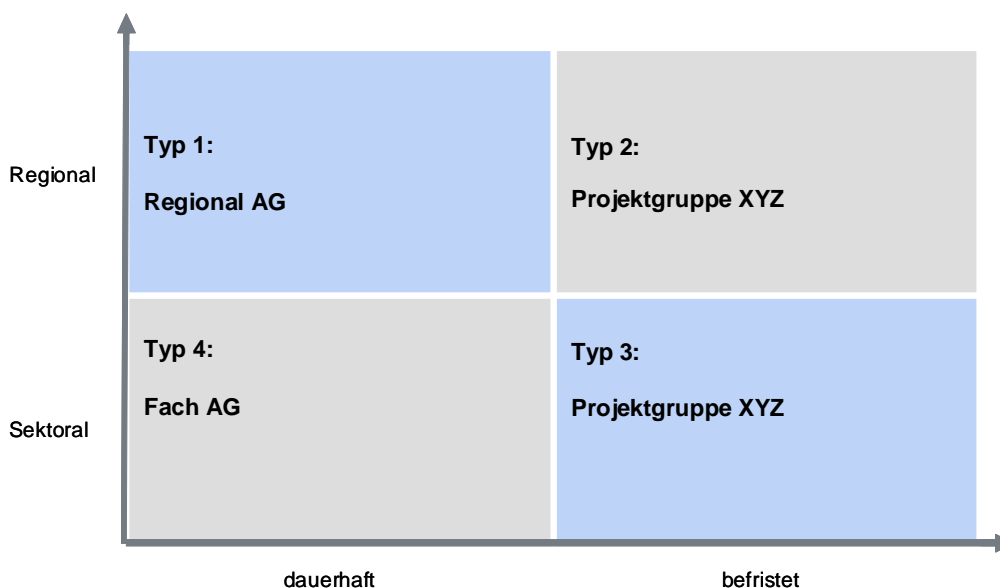 Regional
Typ 1:
Regional AG
Typ 2:
Projektgruppe XYZ
Sektoral
Typ 4:
Fach AG
Typ 3:
Projektgruppe XYZ
dauerhaft
befristet